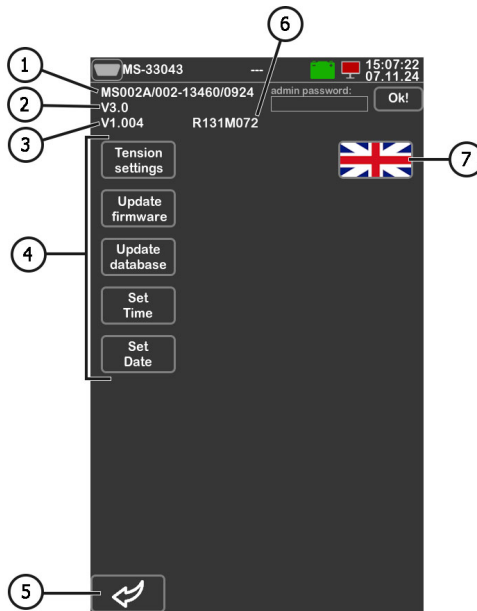 6
MS-33043 --- 15:07:22
07.11.24
1
MS002A/002-13460/0924 admin password: Ok!
2
V3.0
3
V1.004 R131M072
7
Tension
settings
Update
firmware
4
Update
database
Set
Time
Set
Date
5